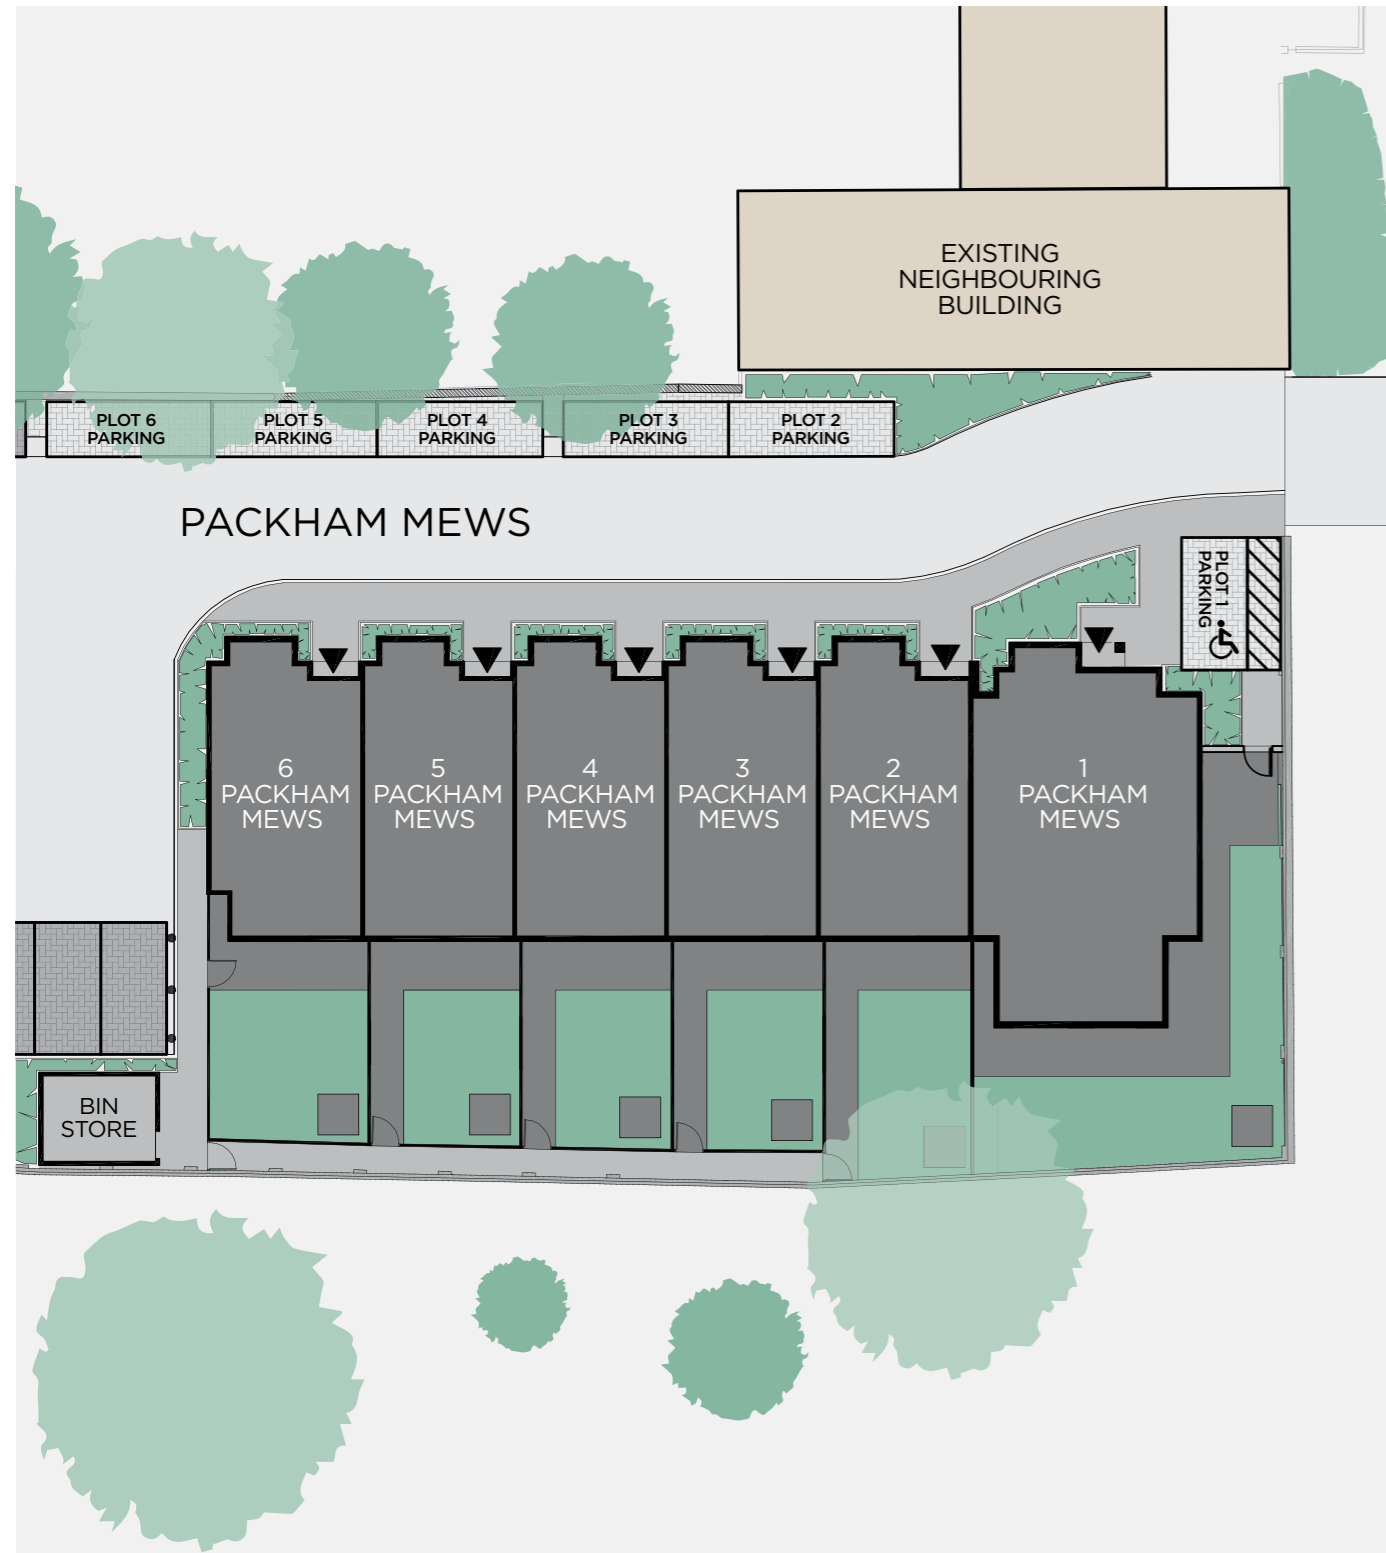 EXISTING
NEIGHBOURING
BUILDING
PLOT 6
PARKING
PLOT 5
PARKING
PLOT 4
PARKING
PLOT 3
PARKING
PLOT 2
PARKING
PACKHAM MEWS
PLOT 1
PARKING
6
PACKHAM
MEWS
5
PACKHAM
MEWS
4
PACKHAM
MEWS
3
PACKHAM
MEWS
2
PACKHAM
MEWS
1
PACKHAM
MEWS
BIN
STORE